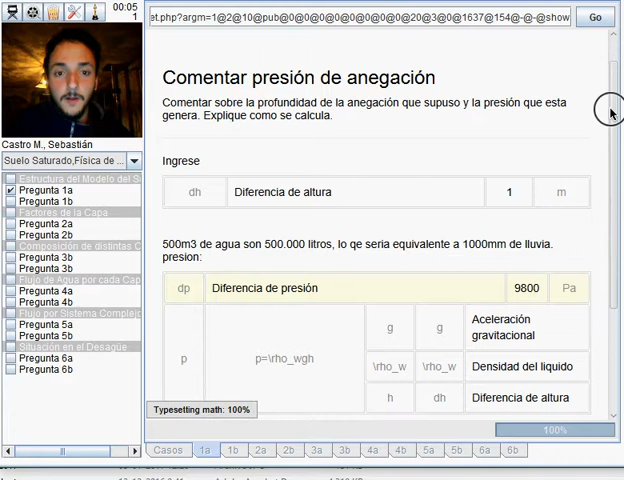 00:05
1
et.php?argm=1@2@10@pub@0@0@0@0@0@0@0@20@3@0@1637@154@-@-@show
Go
Castro M., Sebastián
Suelo Saturado,Física de ...
Estructura del Modelo del S
Pregunta 1a
Pregunta 1b
Factores de la Capa
Pregunta 2a
Pregunta 2b
Composición de distintas C
Pregunta 3b
Pregunta 3b
Flujo de Agua por cada Cap
Pregunta 4a
Pregunta 4b
Flujo por Sistema Complejo
Pregunta 5a
Pregunta 5b
Situación en el Desagüe
Pregunta 6a
Pregunta 6b
Comentar presión de anegación
Comentar sobre la profundidad de la anegación que supuso y la presión que esta
genera. Explique como se calcula.
Ingrese
dh Diferencia de altura 1 m
500m3 de agua son 500.000 litros, lo qe seria equivalente a 1000mm de lluvia.
presion:
dp Diferencia de presión 9800 Pa
p p=\rho_wgh
g g Aceleración
gravitacional
\rho_w \rho_w Densidad del liquido
h dh Diferencia de altura
Typesetting math: 100%
100%
Casos 1a 1b 2a 2b 3a 3b 4a 4b 5a 5b 6a 6b